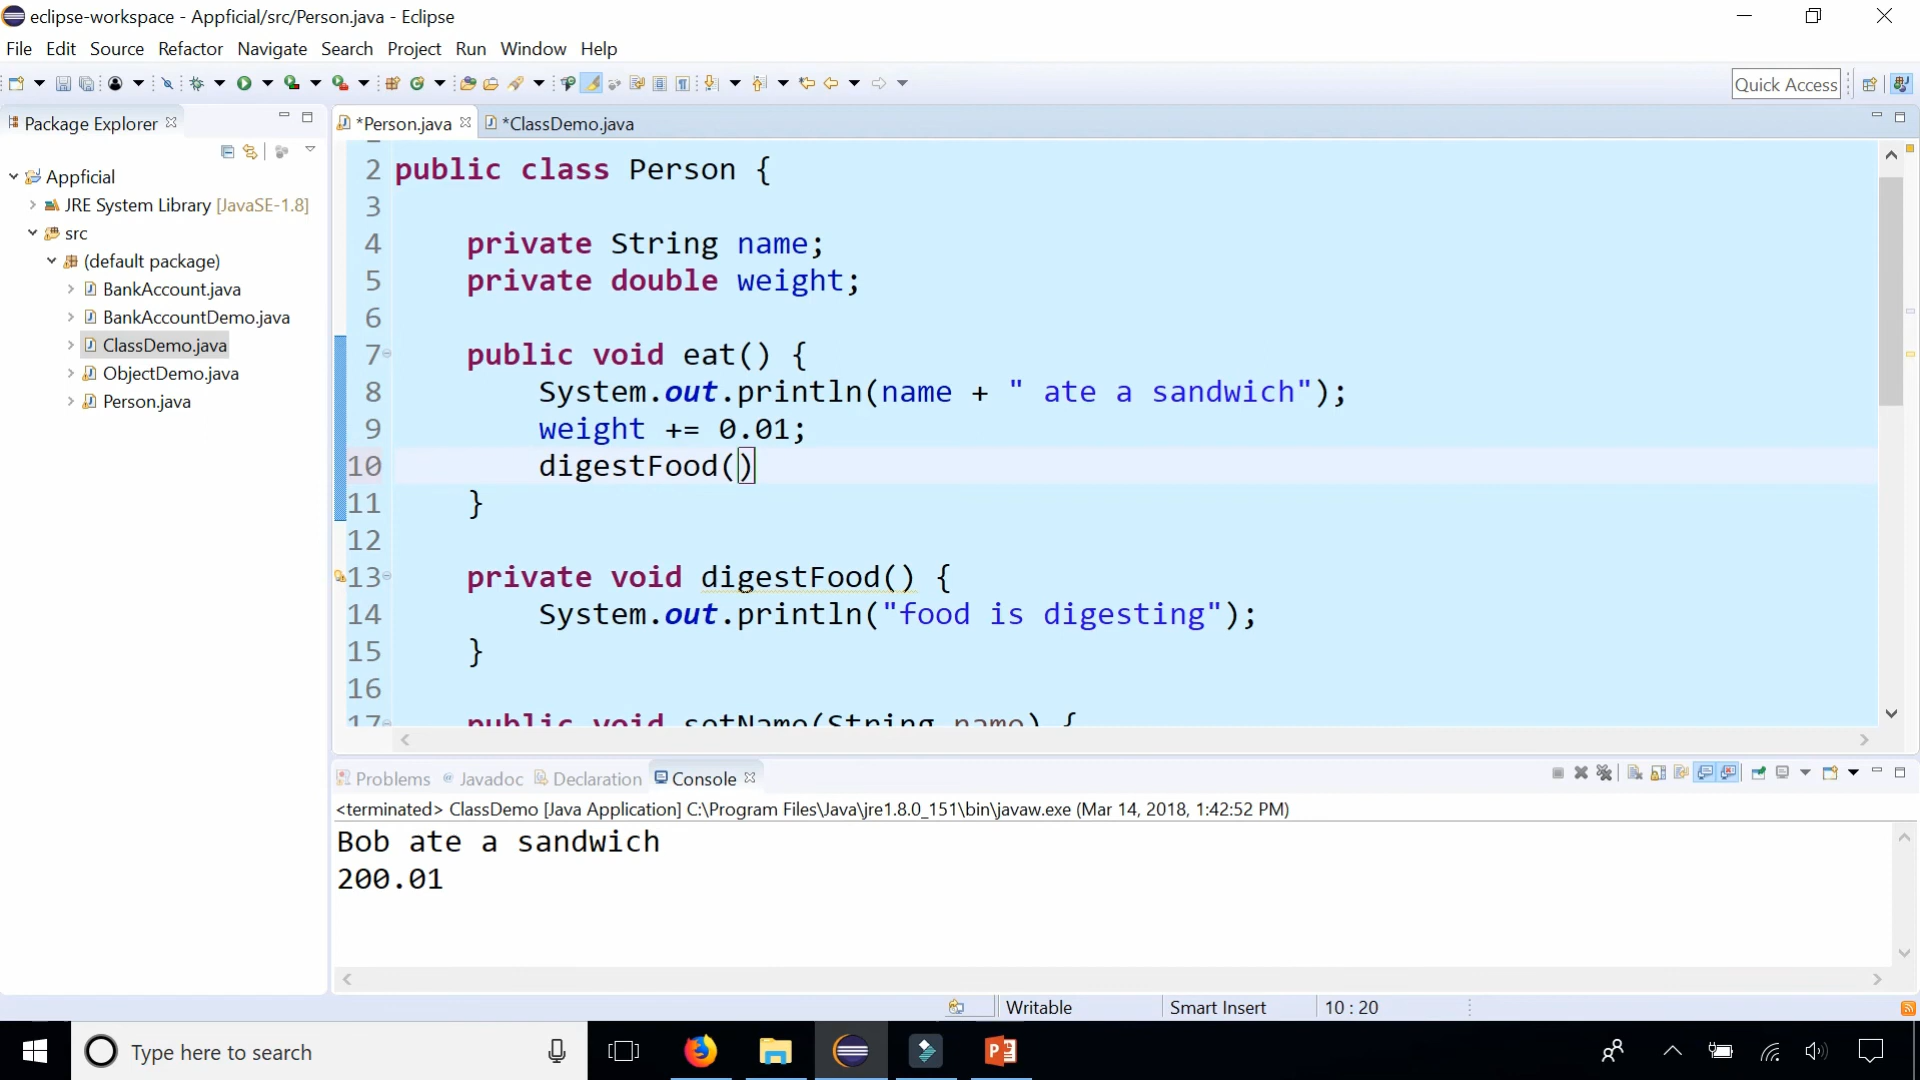 eclipse-workspace - Appficial/src/Person.java - Eclipse
File Edit Source Refactor Navigate Search Project Run Window Help
Quick Access
Package Explorer
Appficial
JRE System Library [JavaSE-1.8]
src
(default package)
BankAccount.java
BankAccountDemo.java
ClassDemo.java
ObjectDemo.java
Person.java
*Person.java *ClassDemo.java
2 public class Person {
3
4 private String name;
5 private double weight;
6
7 public void eat() {
8 System.out.println(name + " ate a sandwich");
9 weight += 0.01;
10 digestFood()
11 }
12
13 private void digestFood() {
14 System.out.println("food is digesting");
15 }
16
17 public void setName(String name) {
Problems Javadoc Declaration Console
<terminated> ClassDemo [Java Application] C:\Program Files\Java\jre1.8.0_151\bin\javaw.exe (Mar 14, 2018, 1:42:52 PM)
Bob ate a sandwich
200.01
Writable Smart Insert 10 : 20
Type here to search